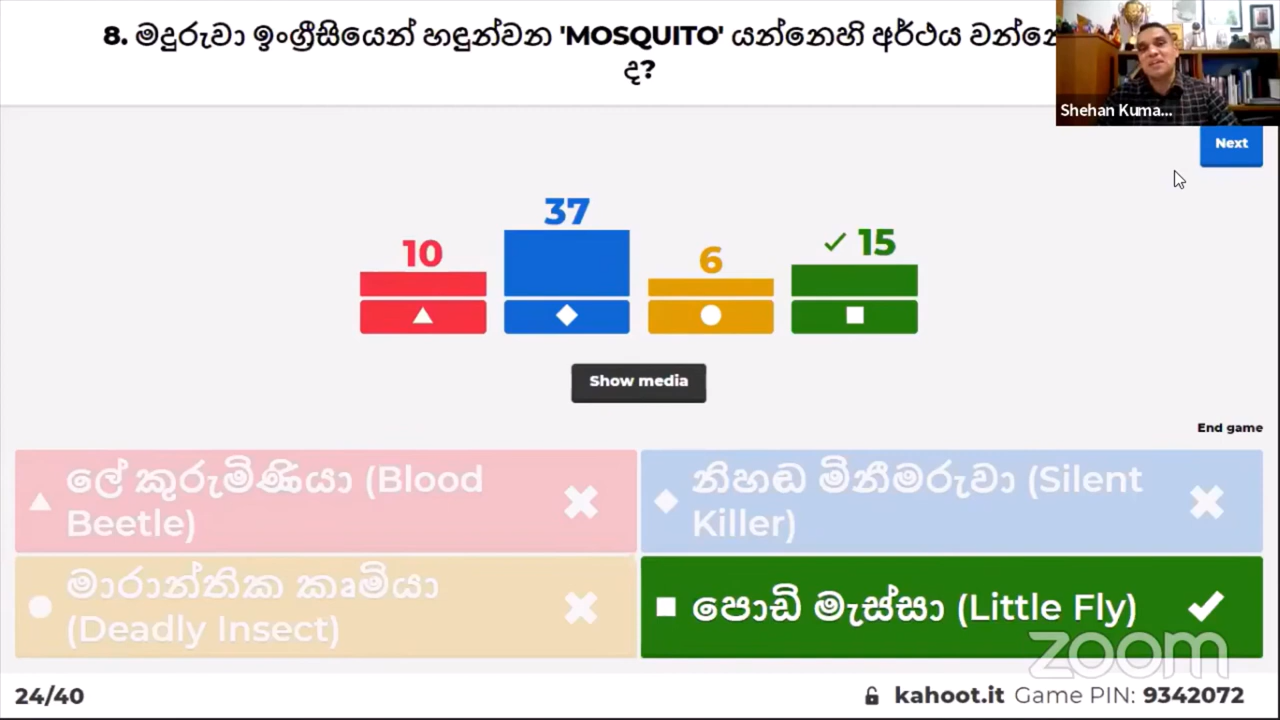 8. මදුරුවා ඉංග්‍රීසියෙන් හඳුන්වන 'MOSQUITO' යන්නෙහි අර්ථය
ද?
Shehan Kuma...
Next
10
37
6
15
Show media
End game
ලේ කුරුමිණියා (Blood
Beetle)
නිහඬ මිනීමරුවා (Silent
Killer)
මාරාන්තික කෘමියා
(Deadly Insect)
පොඩි මැස්සා (Little Fly)
zoom
24/40
kahoot.it Game PIN: 9342072